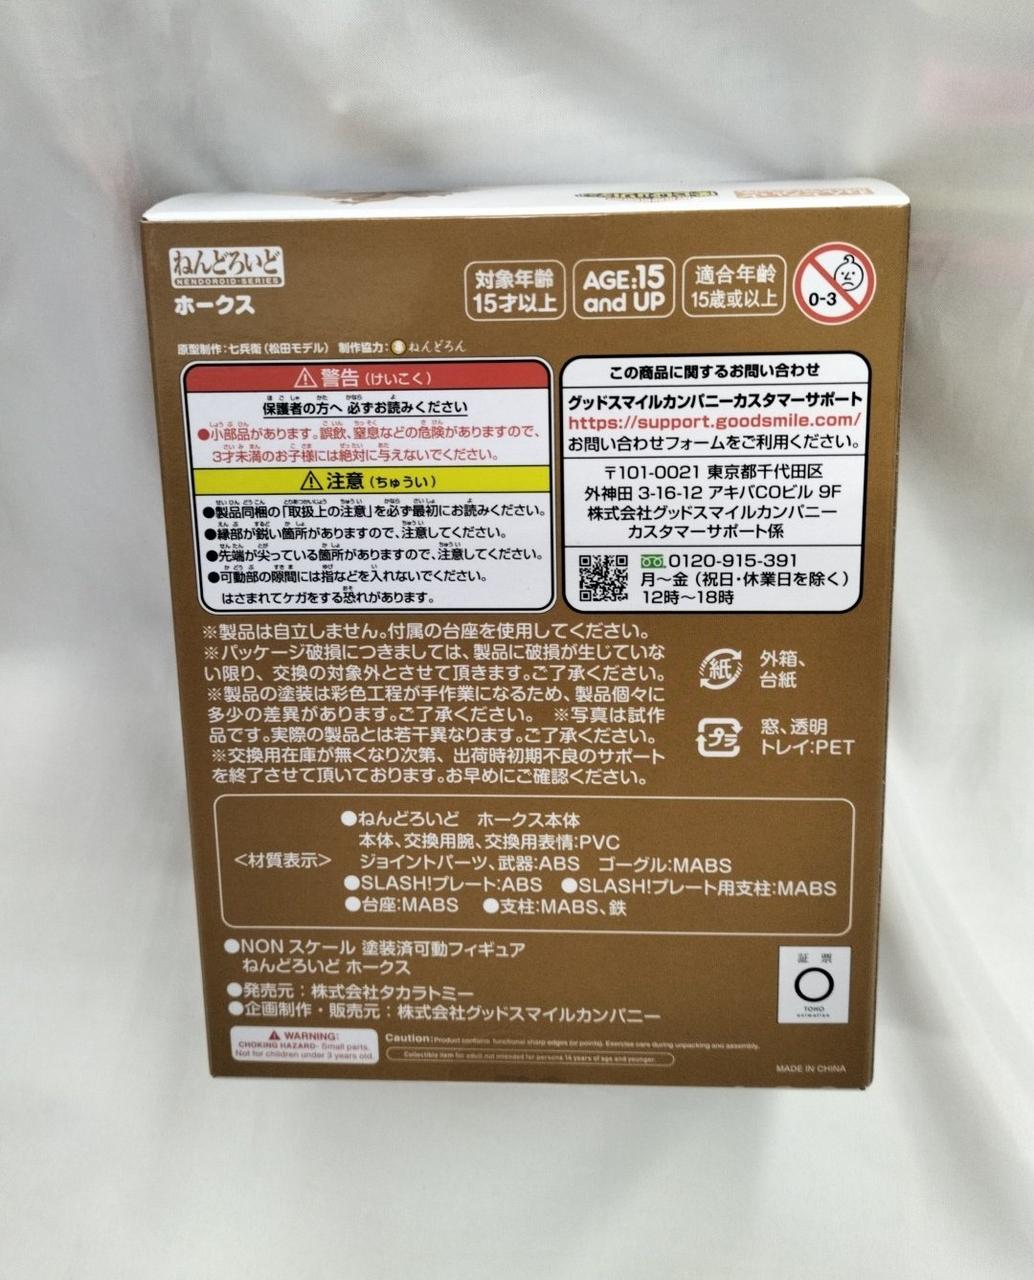 ねんどろいど
NENDOROID·SERIES
ホークス
対象年齢
15才以上
AGE:15
and UP
適合年齢
15歳或以上
0-3
原型制作：七兵衛（松田モデル） 制作協力：ねんどろん
警告（けいこく）
保護者の方へ 必ずお読みください
●小部品があります。誤飲、窒息などの危険がありますので、
3才未満のお子様には絶対に与えないでください。
注意（ちゅうい）
●製品同梱の「取扱上の注意」を必ず最初にお読みください。
●縁部が鋭い箇所がありますので、注意してください。
●先端が尖っている箇所がありますので、注意してください。
●可動部の隙間には指などを入れないでください。
はさまれてケガをする恐れがあります。
この商品に関するお問い合わせ
グッドスマイルカンパニーカスタマーサポート
https://support.goodsmile.com/
お問い合わせフォームをご利用ください。
〒101-0021 東京都千代田区
外神田 3-16-12 アキバCOビル 9F
株式会社グッドスマイルカンパニー
カスタマーサポート係
0120-915-391
月〜金（祝日・休業日を除く）
12時〜18時
※製品は自立しません。付属の台座を使用してください。
※パッケージ破損につきましては、製品に破損が生じていな
い限り、交換の対象外とさせて頂きます。ご了承ください。
※製品の塗装は彩色工程が手作業になるため、製品個々に
多少の差異があります。ご了承ください。 ※写真は試作
品です。実際の製品とは若干異なります。ご了承ください。
※交換用在庫が無くなり次第、出荷時初期不良のサポート
を終了させて頂いております。お早めにご確認ください。
紙
外箱、
台紙
プラ
窓、透明
トレイ:PET
＜材質表示＞
●ねんどろいど ホークス本体
本体、交換用腕、交換用表情:PVC
ジョイントパーツ、武器:ABS ゴーグル:MABS
●SLASH!プレート:ABS ●SLASH!プレート用支柱:MABS
●台座:MABS ●支柱:MABS、鉄
●NON スケール 塗装済可動フィギュア
ねんどろいど ホークス
●発売元：株式会社タカラトミー
●企画制作・販売元：株式会社グッドスマイルカンパニー
証票
TOHO
animation
WARNING:
CHOKING HAZARD- Small parts.
Not for children under 3 years old.
Caution:Product contains functional sharp edges (or points). Exercise care during unpacking and assembly.
Collectible item for adult not intended for persons 14 years of age and younger.
MADE IN CHINA